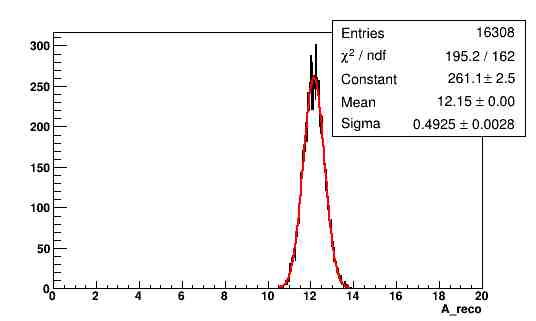 Entries 16308
χ² / ndf 195.2 / 162
Constant 261.1± 2.5
Mean 12.15 ± 0.00
Sigma 0.4925 ± 0.0028
300
250
200
150
100
50
0
0 2 4 6 8 10 12 14 16 18 20
A_reco